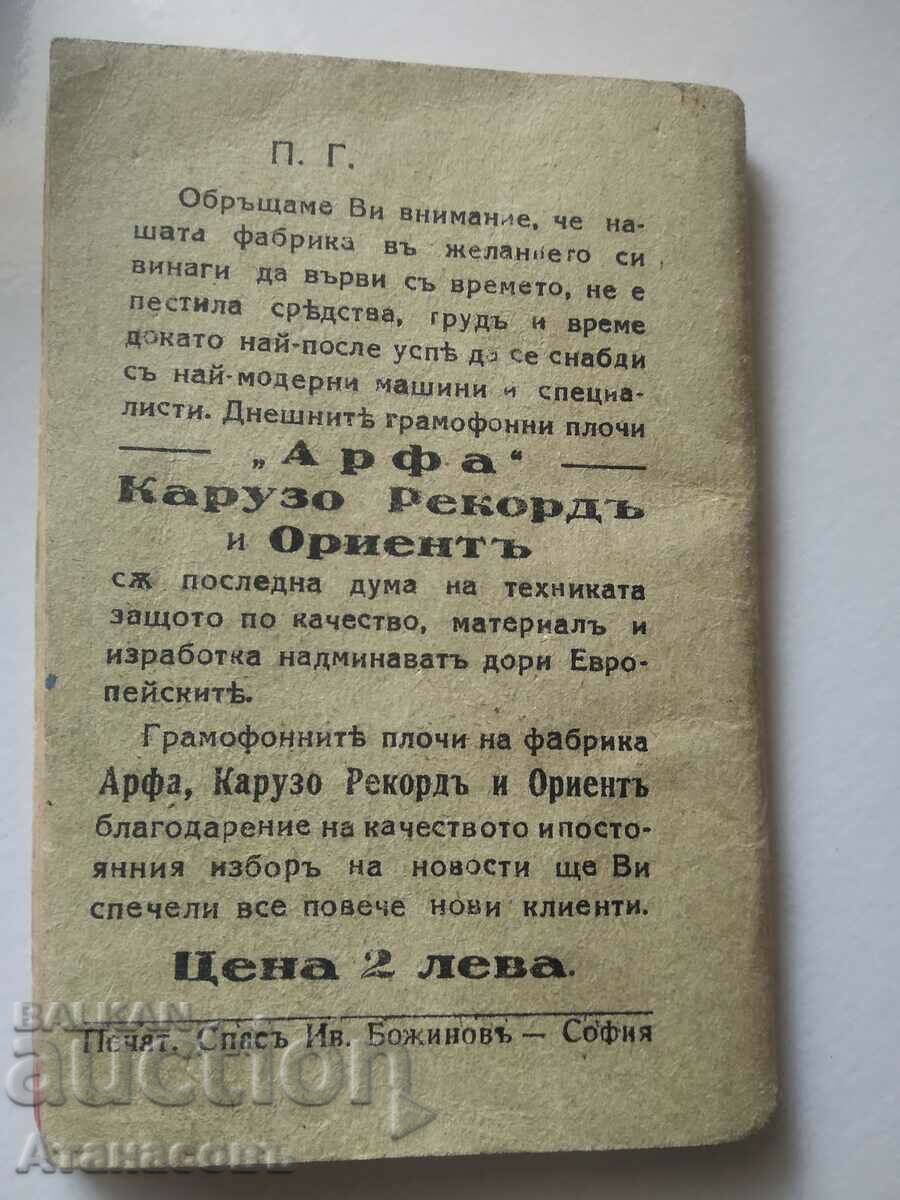 П. Г.
Обръщаме Ви внимание, че на-
шата фабрика въ желанието си
винаги да върви съ времето, не е
пестила срѣдства, трудъ и време
докато най-после успѣ да се снабди
съ най-модерни машини и специа-
листи. Днешнитѣ грамофонни плочи
„Арфа“
Карузо Рекордъ
и Ориентъ
сѫ последна дума на техниката
защото по качество, материалъ и
изработка надминаватъ дори Евро-
пейскитѣ.
Грамофоннитѣ плочи на фабрика
Арфа, Карузо Рекордъ и Ориентъ
благодарение на качеството ипосто-
янния изборъ на новости ще Ви
спечели все повече нови клиенти.
Цена 2 лева.
Печат. Спасъ Ив. Божиновъ — София
BALKAN
auction
Атанасовъ